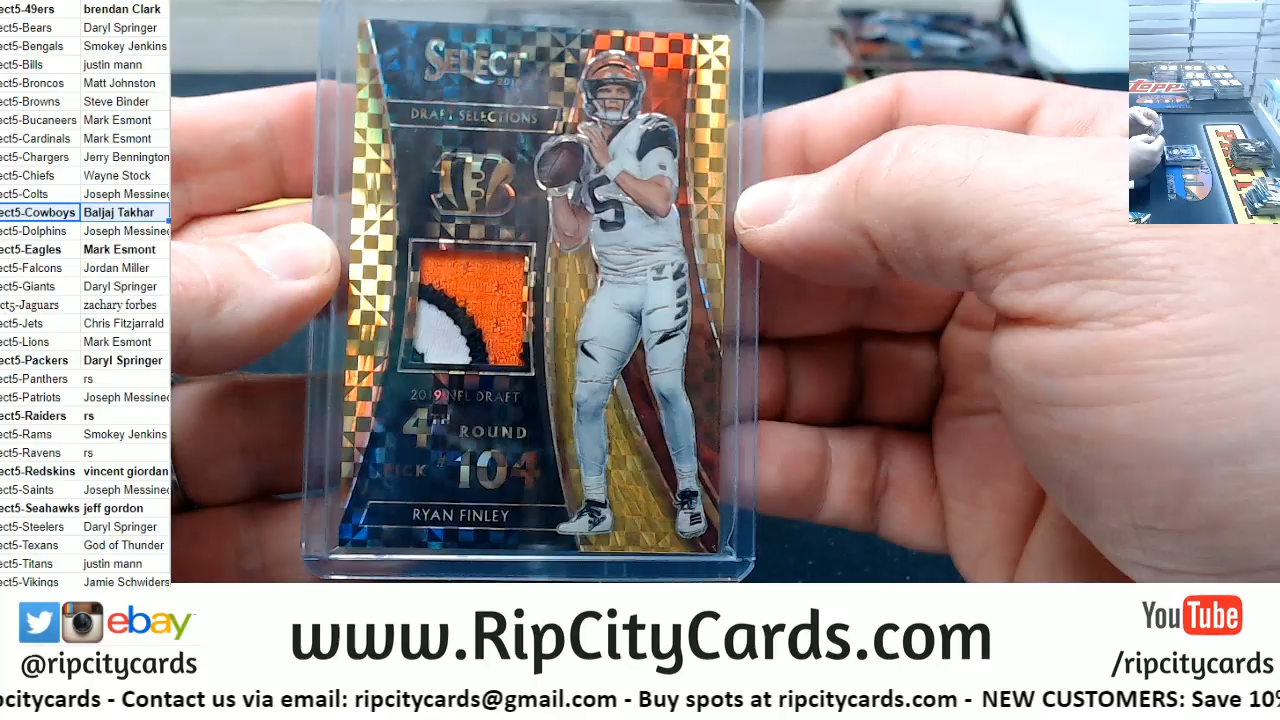 ect5-49ers brendan Clark
ect5-Bears Daryl Springer
ect5-Bengals Smokey Jenkins
ect5-Bills justin mann
ect5-Broncos Matt Johnston
ect5-Browns Steve Binder
ect5-Bucaneers Mark Esmont
ect5-Cardinals Mark Esmont
ect5-Chargers Jerry Bennington
ect5-Chiefs Wayne Stock
ect5-Colts Joseph Messinec
ect5-Cowboys Baljaj Takhar
ect5-Dolphins Joseph Messinec
ect5-Eagles Mark Esmont
ect5-Falcons Jordan Miller
ect5-Giants Daryl Springer
ect5-Jaguars zachary forbes
ect5-Jets Chris Fitzjarrald
ect5-Lions Mark Esmont
ect5-Packers Daryl Springer
ect5-Panthers rs
ect5-Patriots Joseph Messinec
ect5-Raiders rs
ect5-Rams Smokey Jenkins
ect5-Ravens rs
ect5-Redskins vincent giordan
ect5-Saints Joseph Messinec
ect5-Seahawks jeff gordon
ect5-Steelers Daryl Springer
ect5-Texans God of Thunder
ect5-Titans justin mann
ect5-Vikings Jamie Schwiders
SELECT
DRAFT SELECTIONS
B
5
2019 NFL DRAFT
4TH ROUND
PICK # 104
RYAN FINLEY
Topps
ebay
@ripcitycards
www.RipCityCards.com
YouTube
/ripcitycards
pcitycards - Contact us via email: ripcitycards@gmail.com - Buy spots at ripcitycards.com - NEW CUSTOMERS: Save 10%